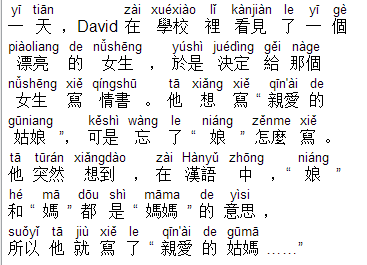 yī tiān zài xuéxiào lǐ kànjiàn le yī gè
一 天，David 在 學校 裡 看見 了 一 個
piàoliang de nǚshēng yúshì juédìng gěi nàge
漂亮 的 女生 ，於是 決定 給 那個
nǚshēng xiě qíngshū tā xiǎng xiě qīn'ài de
女生 寫 情書 。他 想 寫“ 親愛 的
gūniang kěshì wàng le niáng zěnme xiě
姑娘 ”，可是 忘 了“ 娘” 怎麼 寫 。
tā tūrán xiǎngdào zài Hànyǔ zhōng niáng
他 突然 想到 ，在 漢語 中 ，“ 娘”
hé mā dōu shì māma de yìsi
和“ 媽” 都 是“ 媽媽 ”的 意思 ，
suǒyǐ tā jiù xiě le qīn'ài de gūmā
所以 他 就 寫 了“ 親愛 的 姑媽 ……”